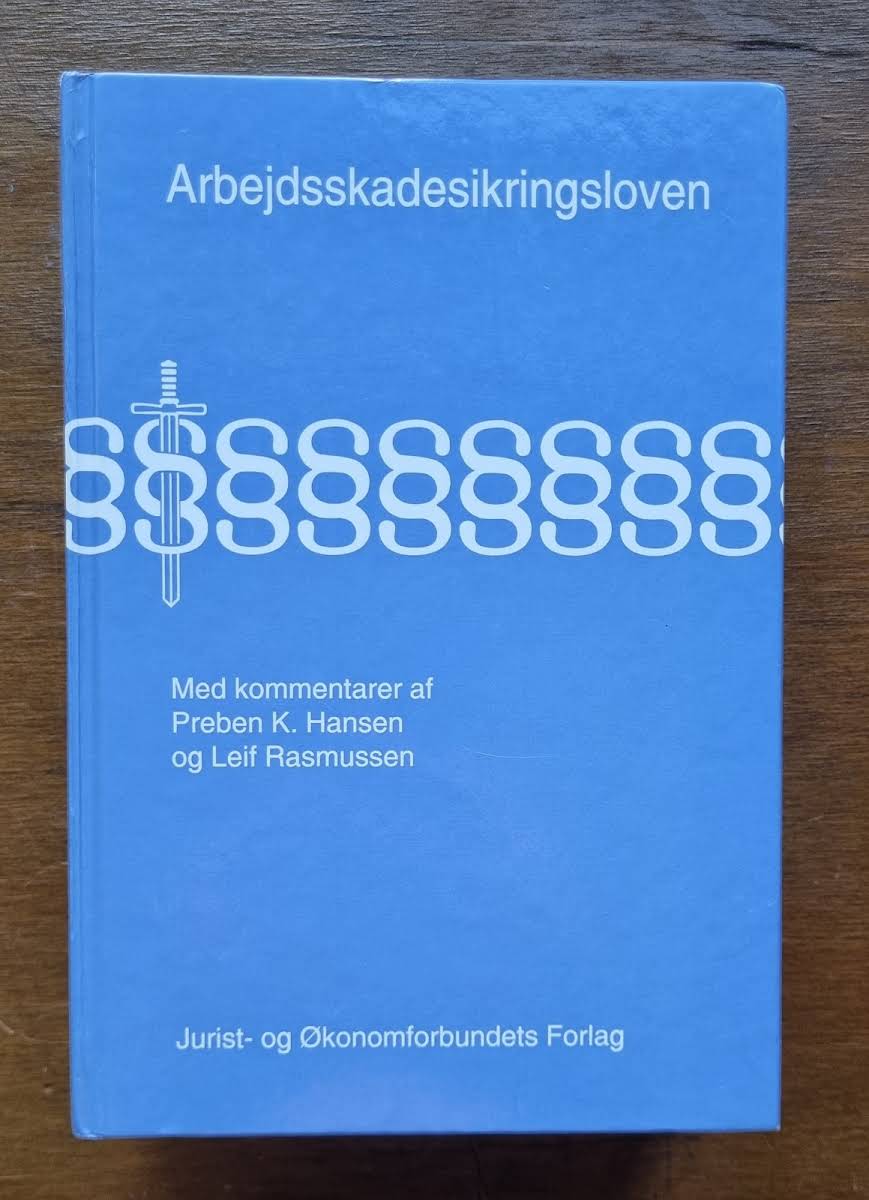 Arbejdsskadesikringsloven
§§§§§§§§§§
Med kommentarer af
Preben K. Hansen
og Leif Rasmussen
Jurist- og Økonomforbundets Forlag